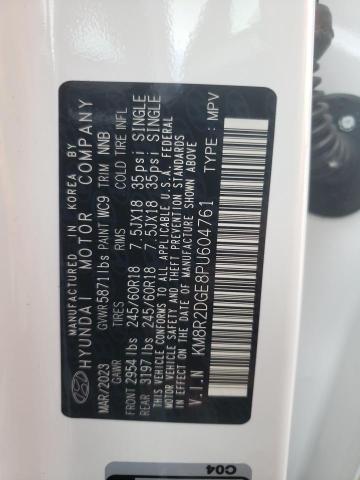 MANUFACTURED IN KOREA BY
HYUNDAI MOTOR COMPANY
MAR/2023 GVWR 5871lbs PAINT WC9 TRIM NNB
GAWR RIMS COLD TIRE INFL
FRONT 2954 lbs 245/60R18 7.5JX18 35psi SINGLE
REAR 3197 lbs 245/60R18 7.5JX18 35psi SINGLE
THIS VEHICLE CONFORMS TO ALL APPLICABLE U.S.A. FEDERAL
MOTOR VEHICLE SAFETY AND THEFT PREVENTION STANDARDS
IN EFFECT ON THE DATE OF MANUFACTURE SHOWN ABOVE.
V.I.N KM8R2DGE8PU604761 TYPE : MPV
C04